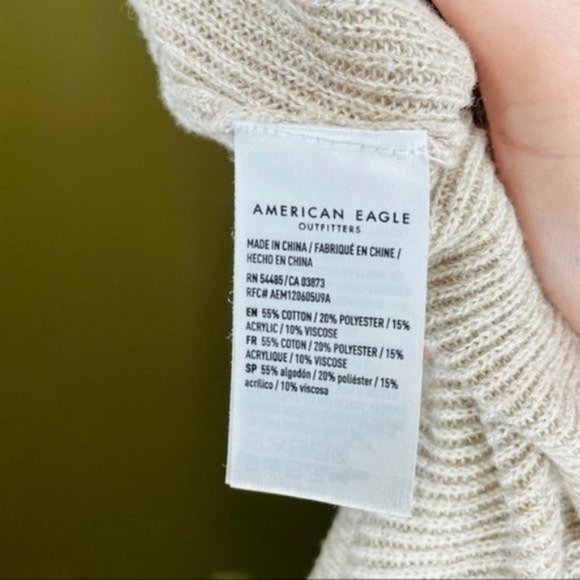 AMERICAN EAGLE
OUTFITTERS
MADE IN CHINA / FABRIQUÉ EN CHINE /
HECHO EN CHINA
RN 54485/CA 03873
RFC# AEM120605U9A
EN 55% COTTON / 20% POLYESTER / 15%
ACRYLIC / 10% VISCOSE
FR 55% COTON / 20% POLYESTER / 15%
ACRYLIQUE / 10% VISCOSE
SP 55% algodón / 20% poliéster / 15%
acrílico / 10% viscosa